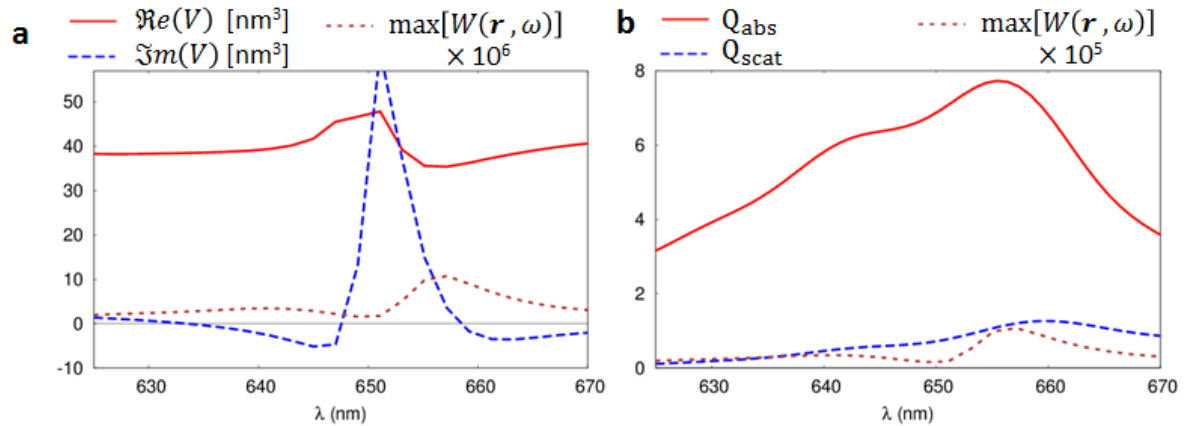 a
ℜe(V) [nm³]
max[W(r, ω)]
ℑm(V) [nm³]
× 10⁶
50
40
30
20
10
0
-10
630
640
650
660
670
λ (nm)
b
Q_abs
max[W(r, ω)]
Q_scat
× 10⁵
8
6
4
2
0
630
640
650
660
670
λ (nm)